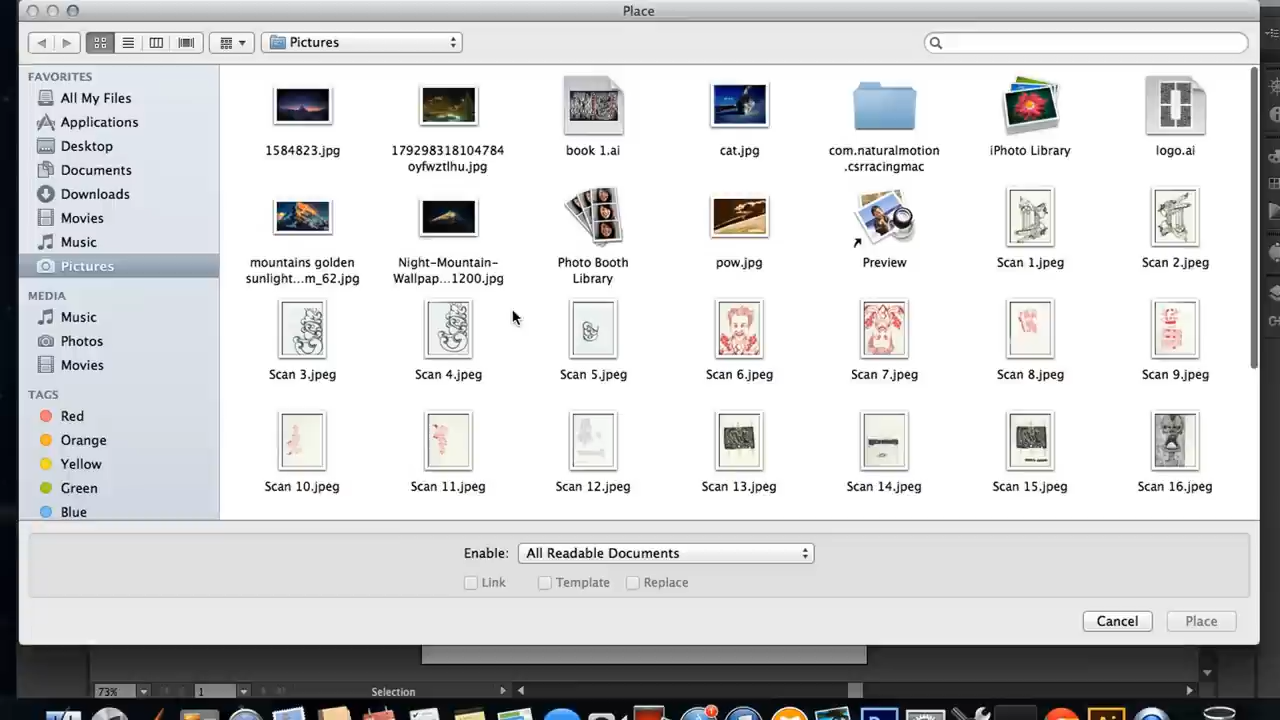 Place
Pictures
FAVORITES
All My Files
Applications
Desktop
Documents
Downloads
Movies
Music
Pictures
MEDIA
Music
Photos
Movies
TAGS
Red
Orange
Yellow
Green
Blue
1584823.jpg
179298318104784
oyfwztlhu.jpg
book 1.ai
cat.jpg
com.naturalmotion
.csrracingmac
iPhoto Library
logo.ai
mountains golden
sunlight...m_62.jpg
Night-Mountain-
Wallpap...1200.jpg
Photo Booth
Library
pow.jpg
Preview
Scan 1.jpeg
Scan 2.jpeg
Scan 3.jpeg
Scan 4.jpeg
Scan 5.jpeg
Scan 6.jpeg
Scan 7.jpeg
Scan 8.jpeg
Scan 9.jpeg
Scan 10.jpeg
Scan 11.jpeg
Scan 12.jpeg
Scan 13.jpeg
Scan 14.jpeg
Scan 15.jpeg
Scan 16.jpeg
Enable: All Readable Documents
Link Template Replace
Cancel Place
73% 1 Selection